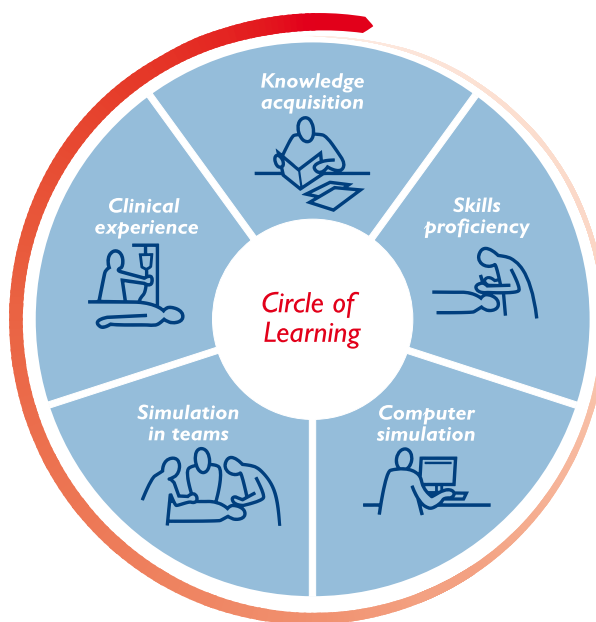 Knowledge
acquisition
Skills
proficiency
Computer
simulation
Simulation
in teams
Clinical
experience
Circle of
Learning